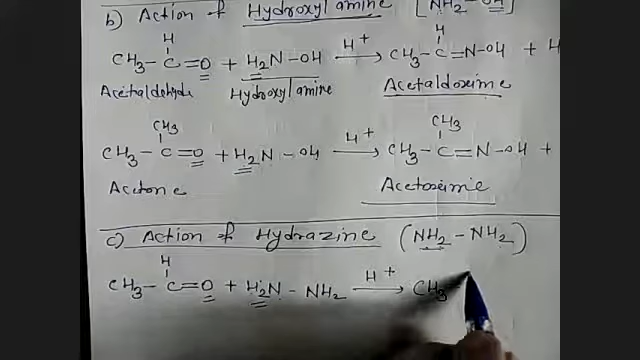 b) Action of Hydroxylamine [NH2-OH]
H
CH3-C=O + H2N-OH H+ → CH3-C=N-OH + H
Acetaldehyde Hydroxylamine Acetaldoxime
CH3 CH3
CH3-C=O + H2N-OH H+ → CH3-C=N-OH +
Acetone Acetoxime
c) Action of Hydrazine (NH2-NH2)
H
CH3-C=O + H2N-NH2 H+ → CH3